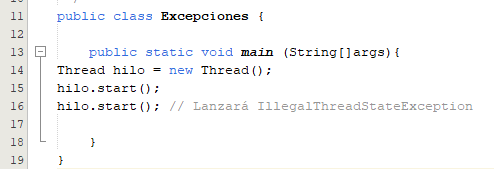 11 public class Excepciones {
12
13 public static void main (String[]args){
14 Thread hilo = new Thread();
15 hilo.start();
16 hilo.start(); // Lanzará IllegalThreadStateException
17
18 }
19 }